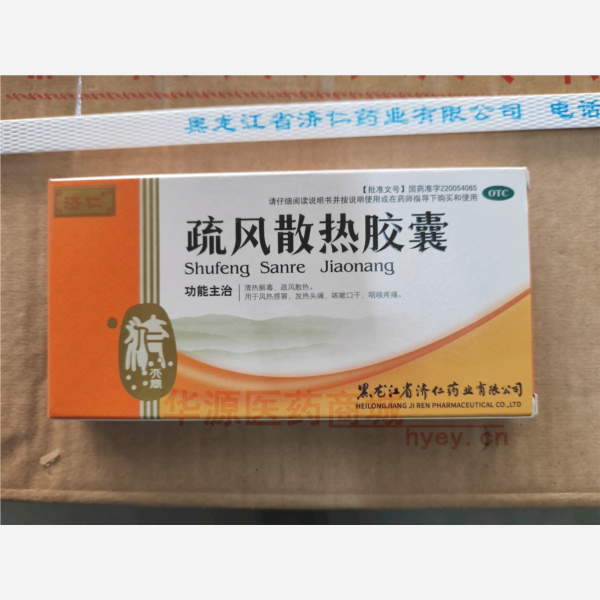 黑龙江省济仁药业有限公司 电话
济仁
【批准文号】国药准字Z20054065
OTC
请仔细阅读说明书并按说明使用或在药师指导下购买和使用
疏风散热胶囊
Shufeng Sanre Jiaonang
功能主治
清热解毒,疏风散热。
用于风热感冒,发热头痛,咳嗽口干,咽喉疼痛。
黑龙江省济仁药业有限公司
HEILONGJIANG JI REN PHARMACEUTICAL CO.,LTD
华源医药商城
hyey.cn